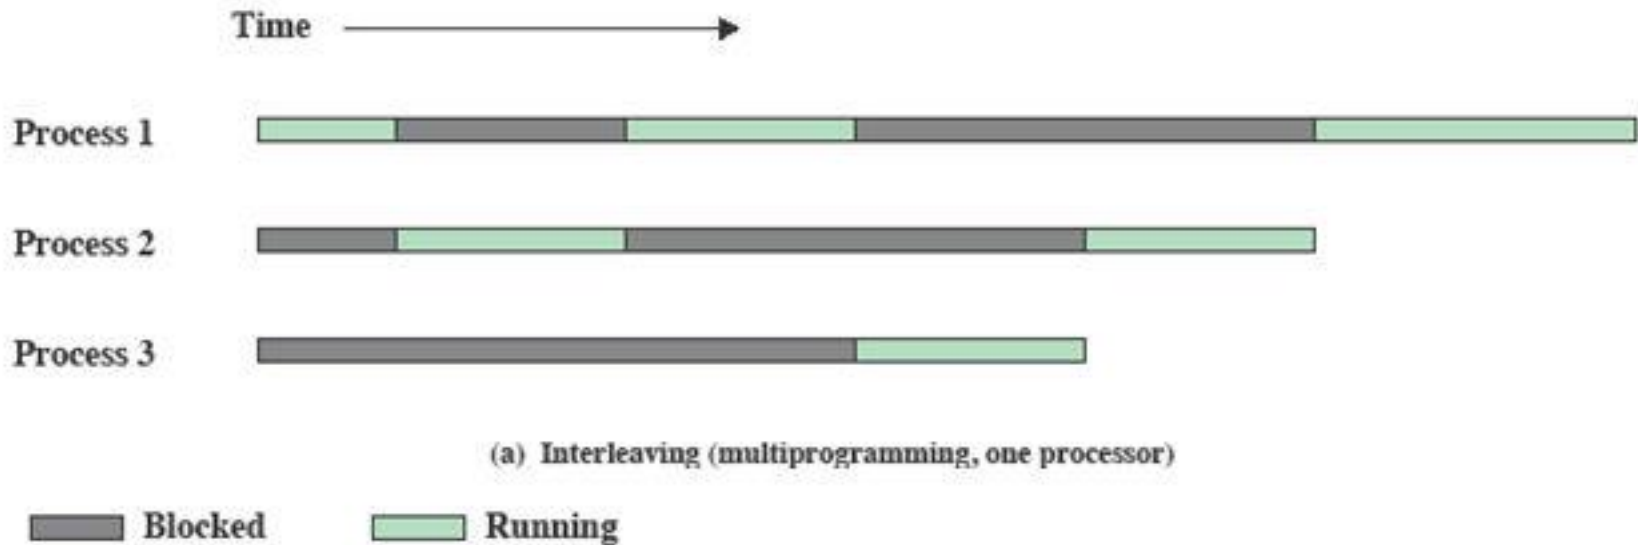 Time
Process 1
Process 2
Process 3
(a) Interleaving (multiprogramming, one processor)
Blocked Running